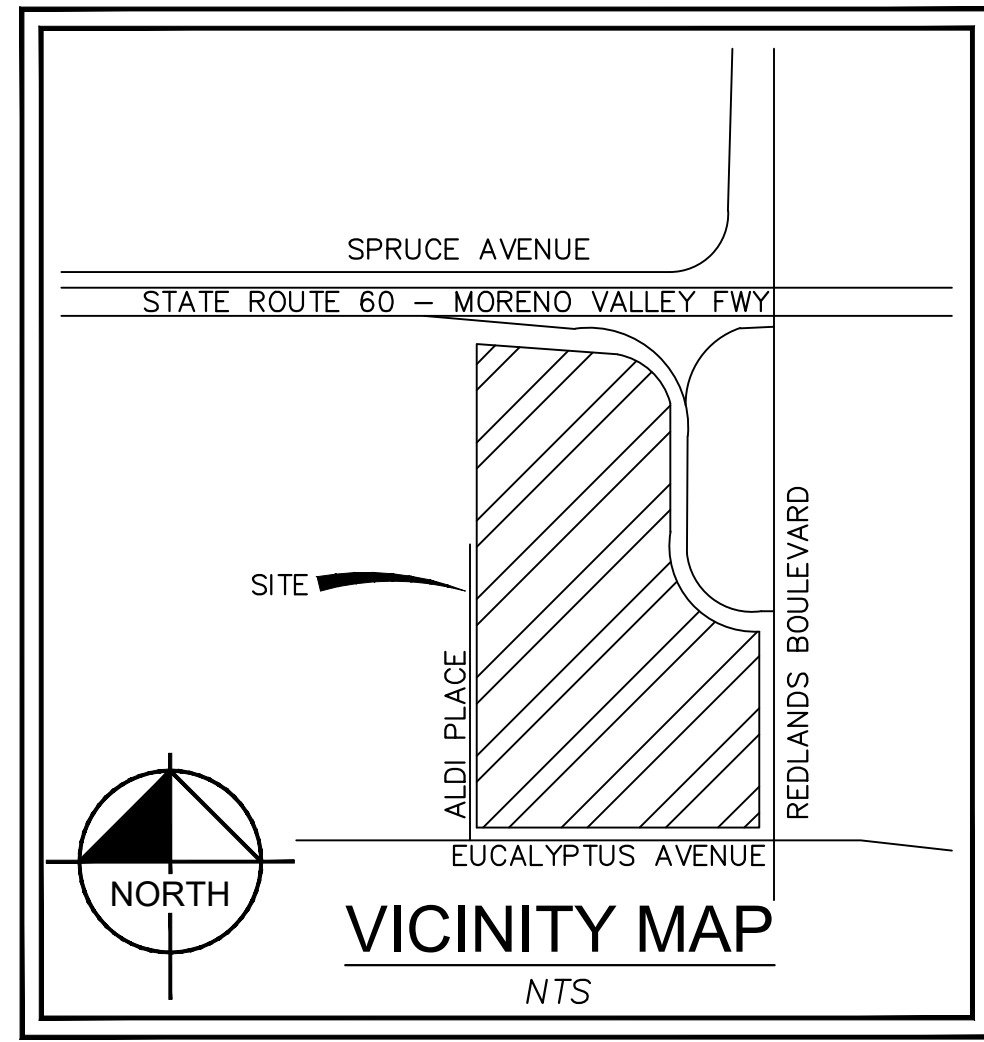 SPRUCE AVENUE
STATE ROUTE 60 – MORENO VALLEY FWY
REDLANDS BOULEVARD
SITE
ALDI PLACE
EUCALYPTUS AVENUE
NORTH
VICINITY MAP
NTS